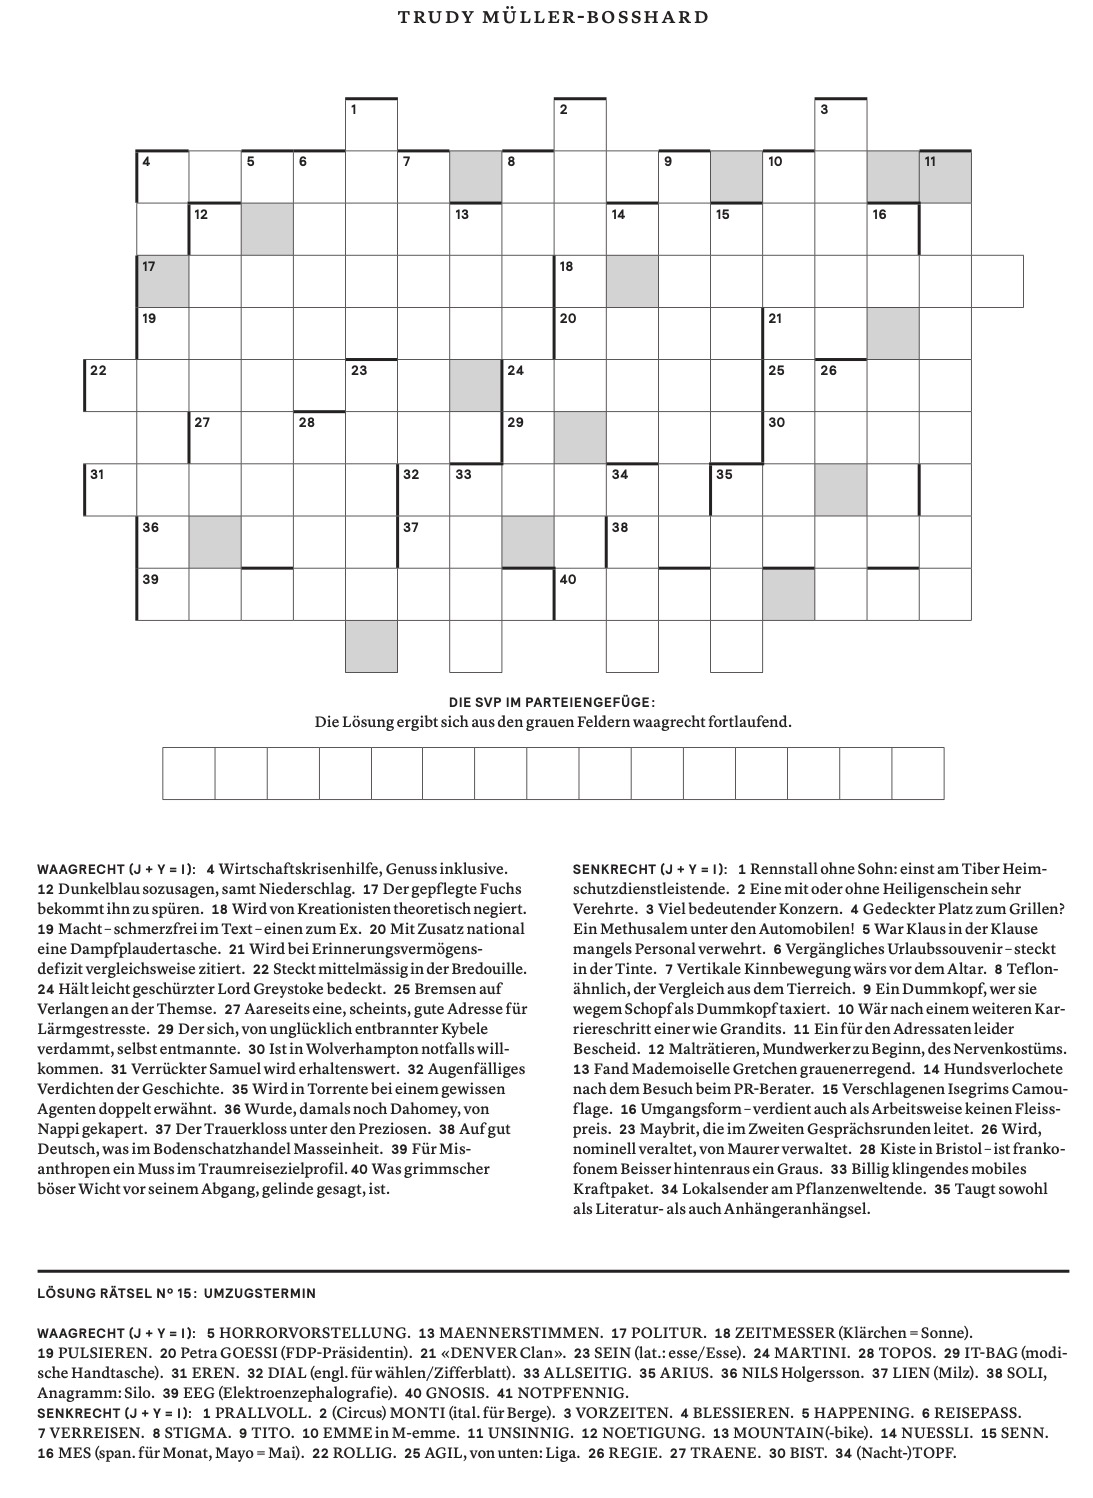 TRUDY MÜLLER-BOSSHARD
1 2 3
4 5 6 7 8 9 10 11
12 13 14 15 16
17 18
19 20 21
22 23 24 25 26
27 28 29 30
31 32 33 34 35
36 37 38
39 40
DIE SVP IM PARTEIENGEFÜGE:
Die Lösung ergibt sich aus den grauen Feldern waagrecht fortlaufend.
WAAGRECHT (J + Y = I): 4 Wirtschaftskrisenhilfe, Genuss inklusive.
12 Dunkelblau sozusagen, samt Niederschlag. 17 Der gepflegte Fuchs
bekommt ihn zu spüren. 18 Wird von Kreationisten theoretisch negiert.
19 Macht – schmerzfrei im Text – einen zum Ex. 20 Mit Zusatz national
eine Dampfplaudertasche. 21 Wird bei Erinnerungsvermögens-
defizit vergleichsweise zitiert. 22 Steckt mittelmässig in der Bredouille.
24 Hält leicht geschürzter Lord Greystoke bedeckt. 25 Bremsen auf
Verlangen an der Themse. 27 Aareseits eine, scheints, gute Adresse für
Lärmgestresste. 29 Der sich, von unglücklich entbrannter Kybele
verdammt, selbst entmannte. 30 Ist in Wolverhampton notfalls will-
kommen. 31 Verrückter Samuel wird erhaltenswert. 32 Augenfälliges
Verdichten der Geschichte. 35 Wird in Torrente bei einem gewissen
Agenten doppelt erwähnt. 36 Wurde, damals noch Dahomey, von
Nappi gekapert. 37 Der Trauerkloss unter den Preziosen. 38 Auf gut
Deutsch, was im Bodenschatzhandel Masseinheit. 39 Für Mis-
anthropen ein Muss im Traumreisezielprofil. 40 Was grimmscher
böser Wicht vor seinem Abgang, gelinde gesagt, ist.
SENKRECHT (J + Y = I): 1 Rennstall ohne Sohn: einst am Tiber Heim-
schutzdienstleistende. 2 Eine mit oder ohne Heiligenschein sehr
Verehrte. 3 Viel bedeutender Konzern. 4 Gedeckter Platz zum Grillen?
Ein Methusalem unter den Automobilen! 5 War Klaus in der Klause
mangels Personal verwehrt. 6 Vergängliches Urlaubssouvenir – steckt
in der Tinte. 7 Vertikale Kinnbewegung wärs vor dem Altar. 8 Teflon-
ähnlich, der Vergleich aus dem Tierreich. 9 Ein Dummkopf, wer sie
wegem Schopf als Dummkopf taxiert. 10 Wär nach einem weiteren Kar-
riereschritt einer wie Grandits. 11 Ein für den Adressaten leider
Bescheid. 12 Malträtieren, Mundwerker zu Beginn, des Nervenkostüms.
13 Fand Mademoiselle Gretchen grauenerregend. 14 Hundsverlochete
nach dem Besuch beim PR-Berater. 15 Verschlagenen Isegrims Camou-
flage. 16 Umgangsform – verdient auch als Arbeitsweise keinen Fleiss-
preis. 23 Maybrit, die im Zweiten Gesprächsrunden leitet. 26 Wird,
nominell veraltet, von Maurer verwaltet. 28 Kiste in Bristol – ist franko-
fonem Beisser hintenraus ein Graus. 33 Billig klingendes mobiles
Kraftpaket. 34 Lokalsender am Pflanzenweltende. 35 Taugt sowohl
als Literatur- als auch Anhängeranhängsel.
LÖSUNG RÄTSEL Nº 15: UMZUGSTERMIN
WAAGRECHT (J + Y = I): 5 HORRORVORSTELLUNG. 13 MAENNERSTIMMEN. 17 POLITUR. 18 ZEITMESSER (Klärchen = Sonne).
19 PULSIEREN. 20 Petra GOESSI (FDP-Präsidentin). 21 «DENVER Clan». 23 SEIN (lat.: esse/Esse). 24 MARTINI. 28 TOPOS. 29 IT-BAG (modi-
sche Handtasche). 31 EREN. 32 DIAL (engl. für wählen/Zifferblatt). 33 ALLSEITIG. 35 ARIUS. 36 NILS Holgersson. 37 LIEN (Milz). 38 SOLI,
Anagramm: Silo. 39 EEG (Elektroenzephalografie). 40 GNOSIS. 41 NOTPFENNIG.
SENKRECHT (J + Y = I): 1 PRALLVOLL. 2 (Circus) MONTI (ital. für Berge). 3 VORZEITEN. 4 BLESSIEREN. 5 HAPPENING. 6 REISEPASS.
7 VERREISEN. 8 STIGMA. 9 TITO. 10 EMME in M-emme. 11 UNSINNIG. 12 NOETIGUNG. 13 MOUNTAIN(-bike). 14 NUESSLI. 15 SENN.
16 MES (span. für Monat, Mayo = Mai). 22 ROLLIG. 25 AGIL, von unten: Liga. 26 REGIE. 27 TRAENE. 30 BIST. 34 (Nacht-)TOPF.